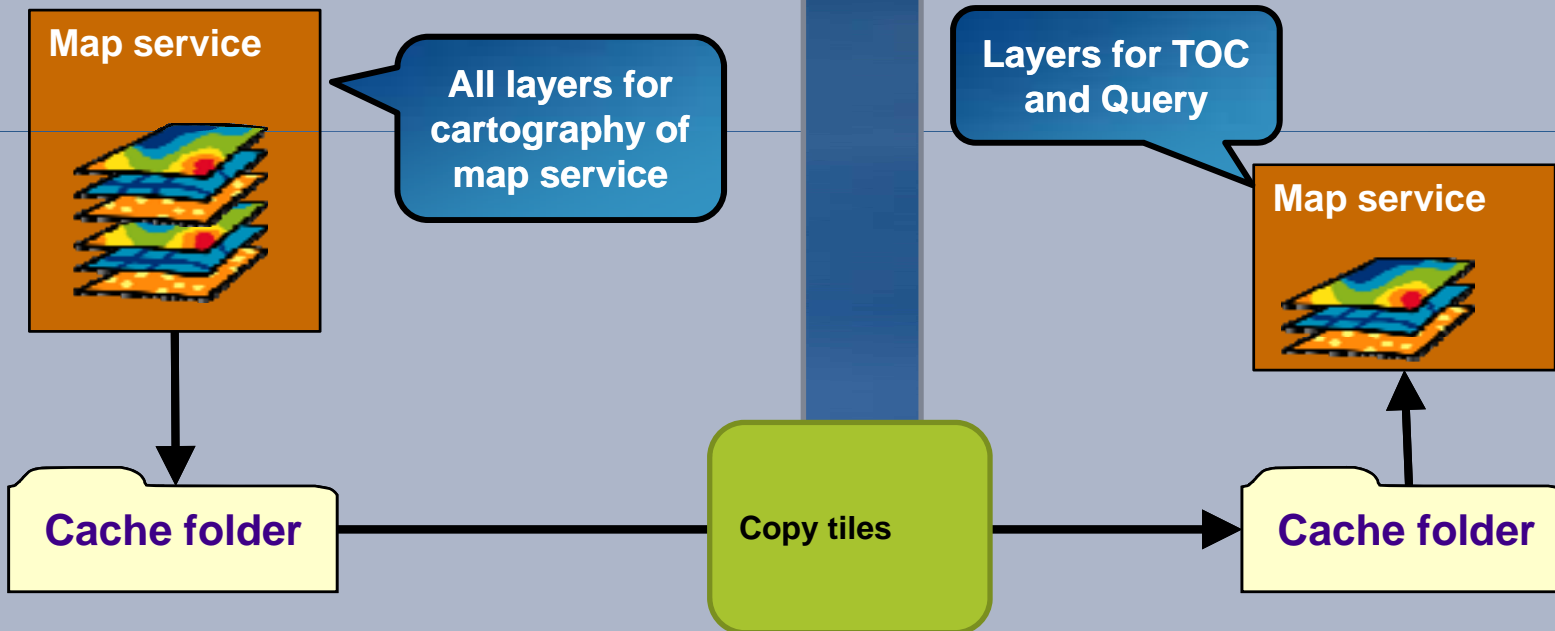 Map service
All layers for
cartography of
map service
Layers for TOC
and Query
Map service
Cache folder
Copy tiles
Cache folder